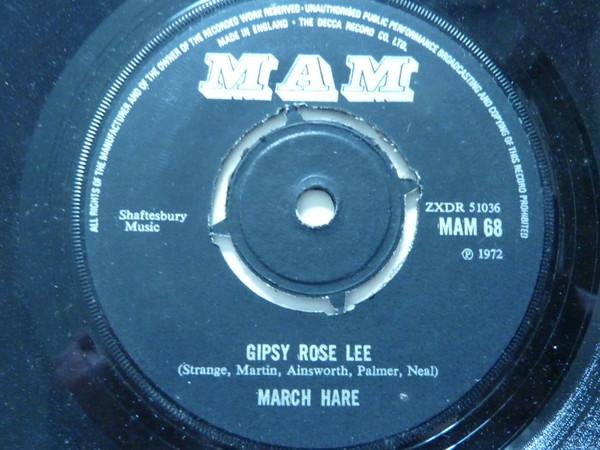 ALL RIGHTS OF THE MANUFACTURER AND OF THE OWNER OF THE RECORDED WORK RESERVED · UNAUTHORISED PUBLIC PERFORMANCE BROADCASTING AND COPYING OF THIS RECORD PROHIBITED
MADE IN ENGLAND · THE DECCA RECORD CO. LTD.
MAM
Shaftesbury
Music
ZXDR 51036
MAM 68
℗ 1972
GIPSY ROSE LEE
(Strange, Martin, Ainsworth, Palmer, Neal)
MARCH HARE